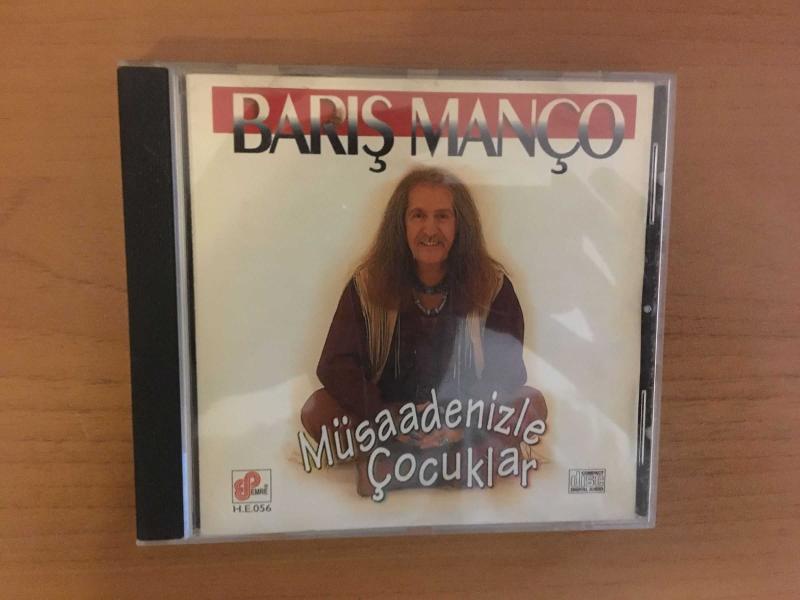 BARIŞ MANÇO
Müsaadenizle
Çocuklar
EMRE
H.E.056
COMPACT
disc
DIGITAL AUDIO